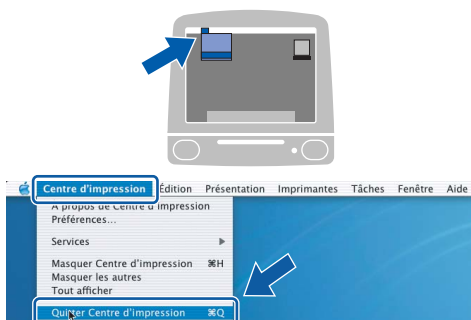 Centre d'impression Édition Présentation Imprimantes Tâches Fenêtre Aide
A propos de Centre d'impression
Préférences...
Services
Masquer Centre d'impression ⌘H
Masquer les autres
Tout afficher
Quitter Centre d'impression ⌘Q